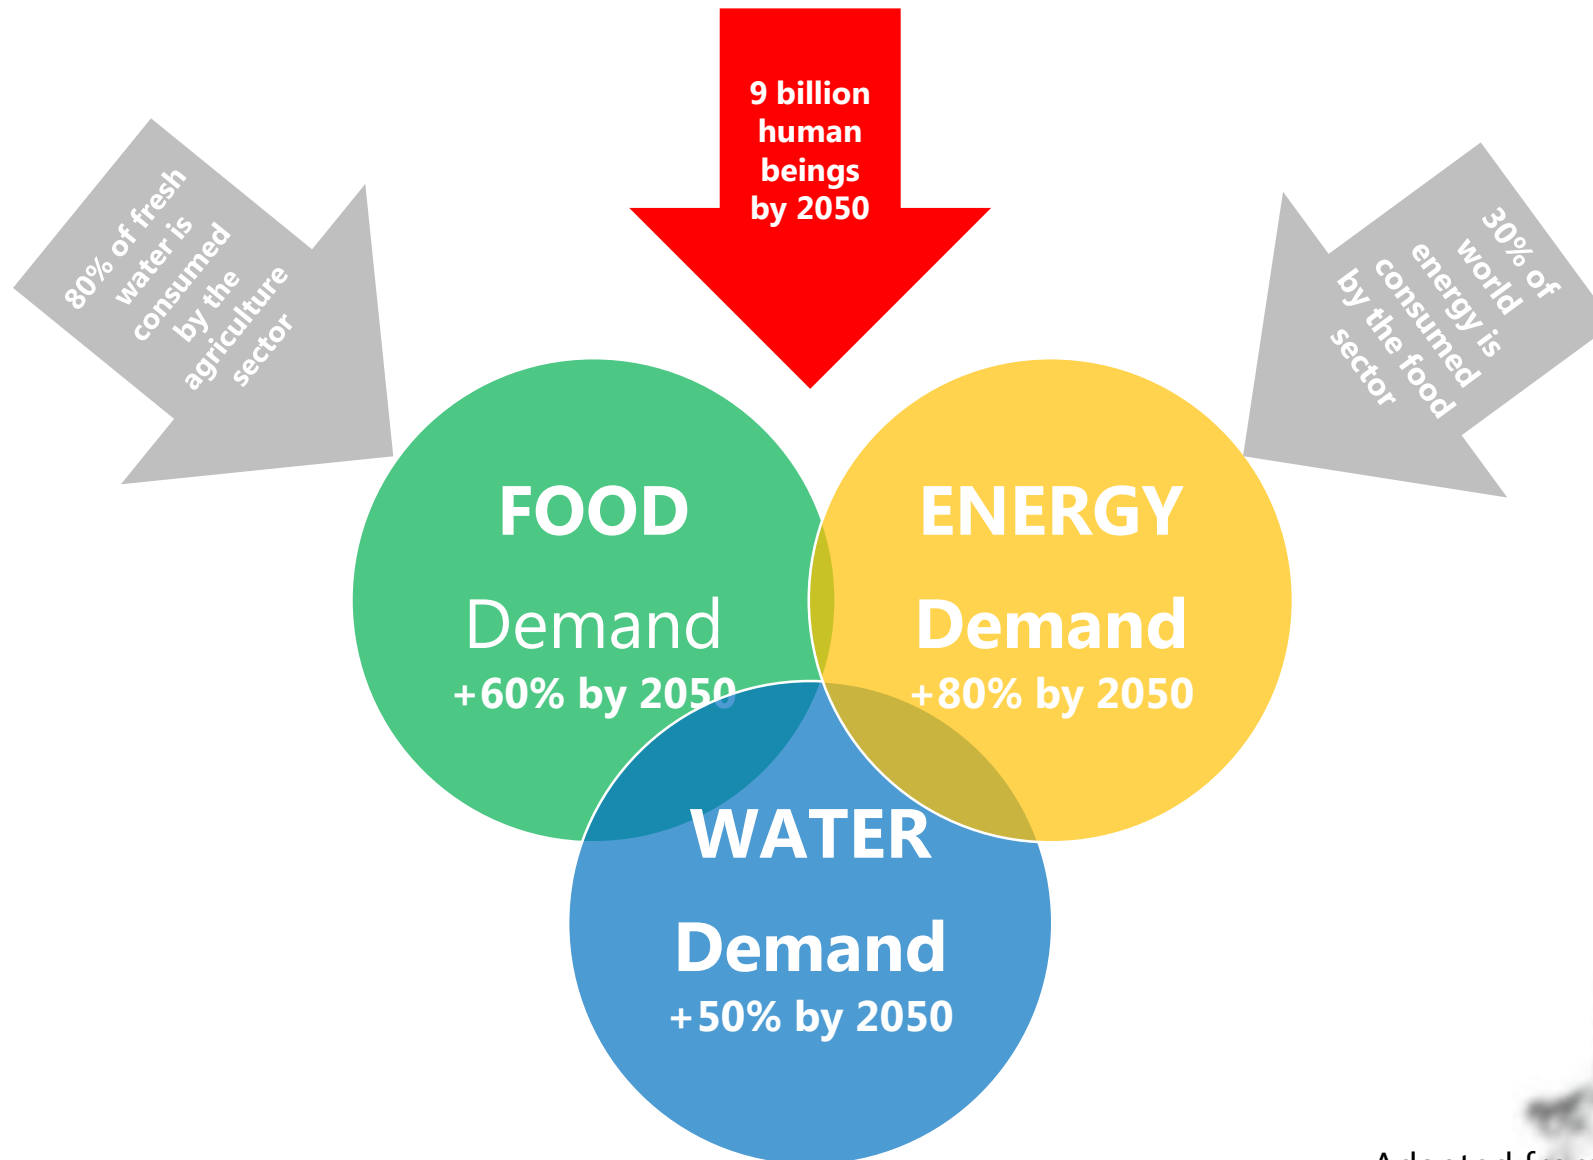 9 billion
human
beings
by 2050
80% of fresh
water is
consumed
by the
agriculture
sector
30% of
world
energy is
consumed
by the food
sector
FOOD
Demand
+60% by 2050
ENERGY
Demand
+80% by 2050
WATER
Demand
+50% by 2050
Adapted from